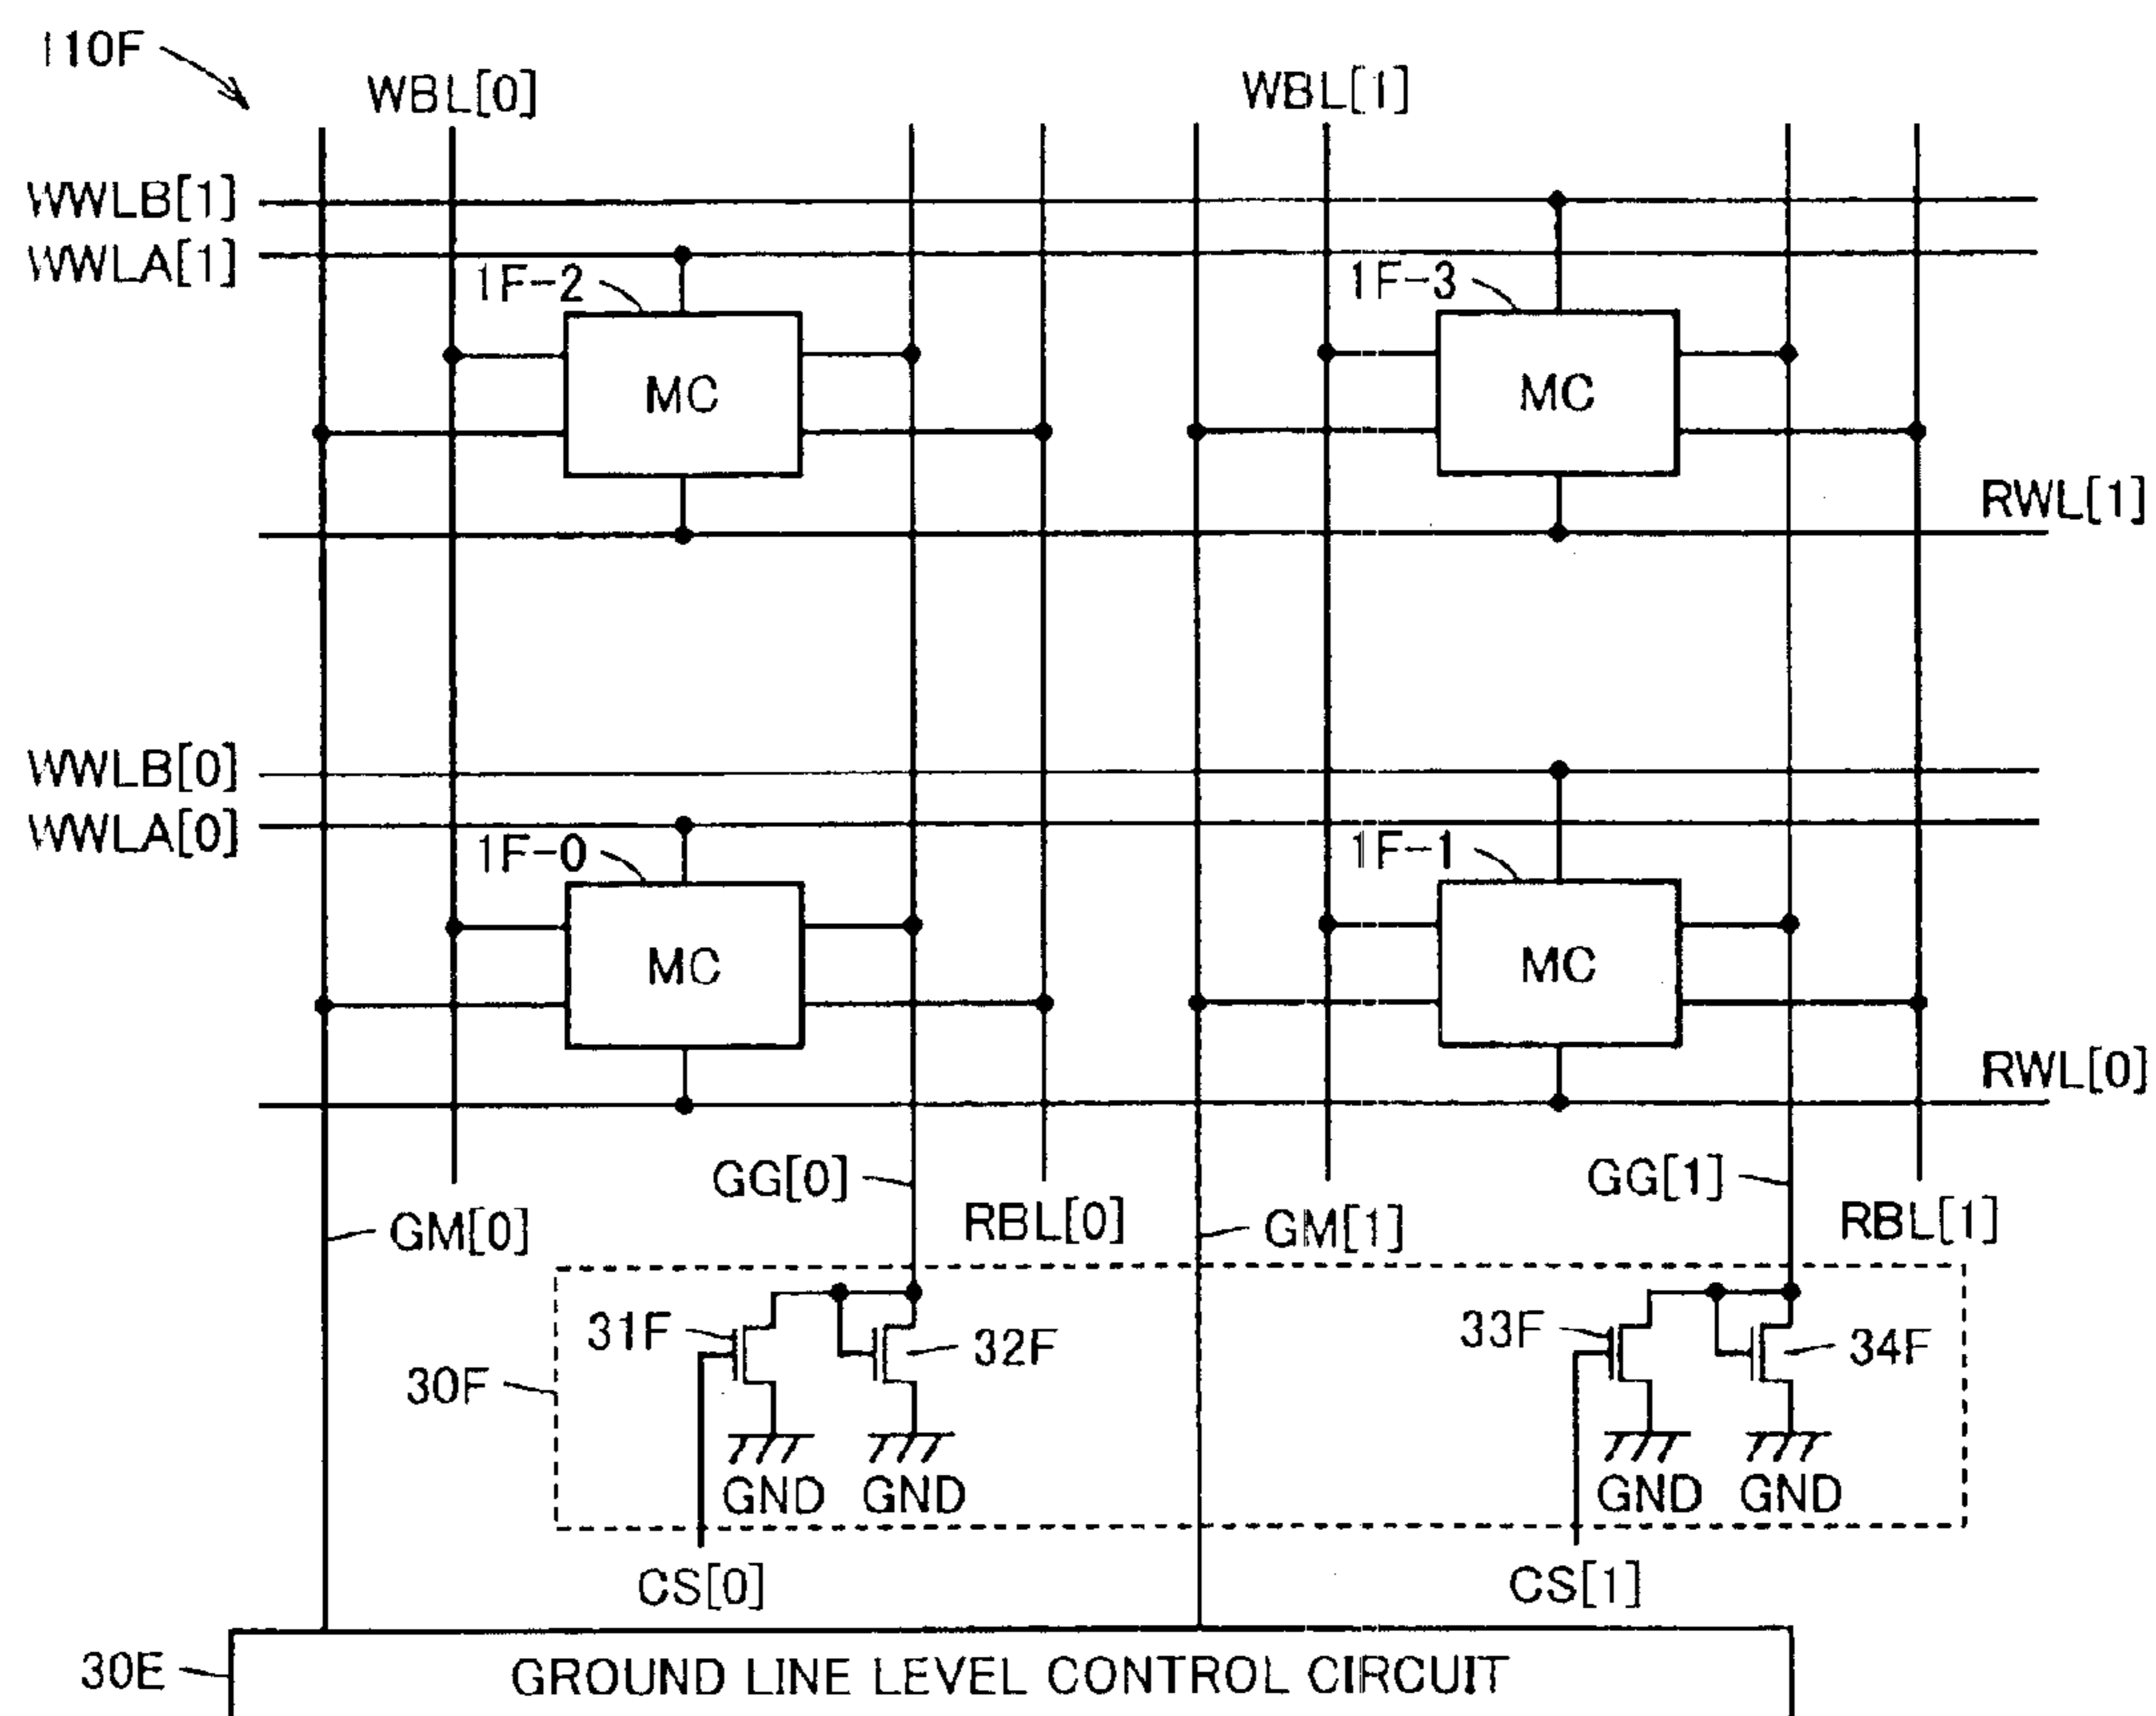 110F
WBL[0] WBL[1]
WWLB[1]
WWLA[1]
1F-2 1F-3
MC MC
RWL[1]
WWLB[0]
WWLA[0]
1F-0 1F-1
MC MC
RWL[0]
GG[0] GG[1]
GM[0] RBL[0] GM[1] RBL[1]
31F 32F 33F 34F
30F
GND GND GND GND
CS[0] CS[1]
30E GROUND LINE LEVEL CONTROL CIRCUIT